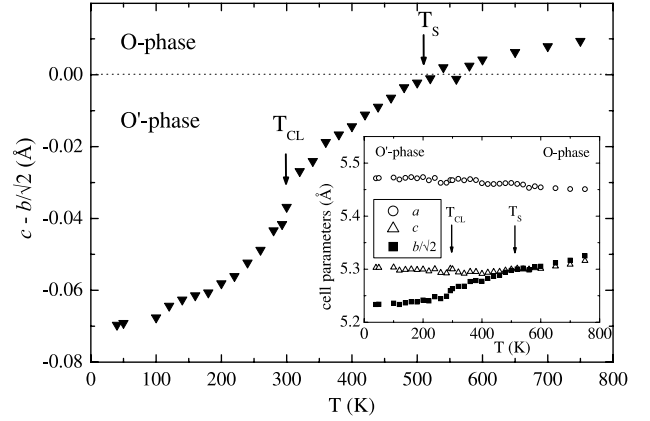 O-phase
O'-phase
T_S
T_CL
c - b/√2 (Å)
0.00
-0.02
-0.04
-0.06
-0.08
0 100 200 300 400 500 600 700 800
T (K)
O'-phase O-phase
a
c
b/√2
T_CL
T_S
cell parameters (Å)
5.5
5.4
5.3
5.2
0 200 400 600 800
T (K)